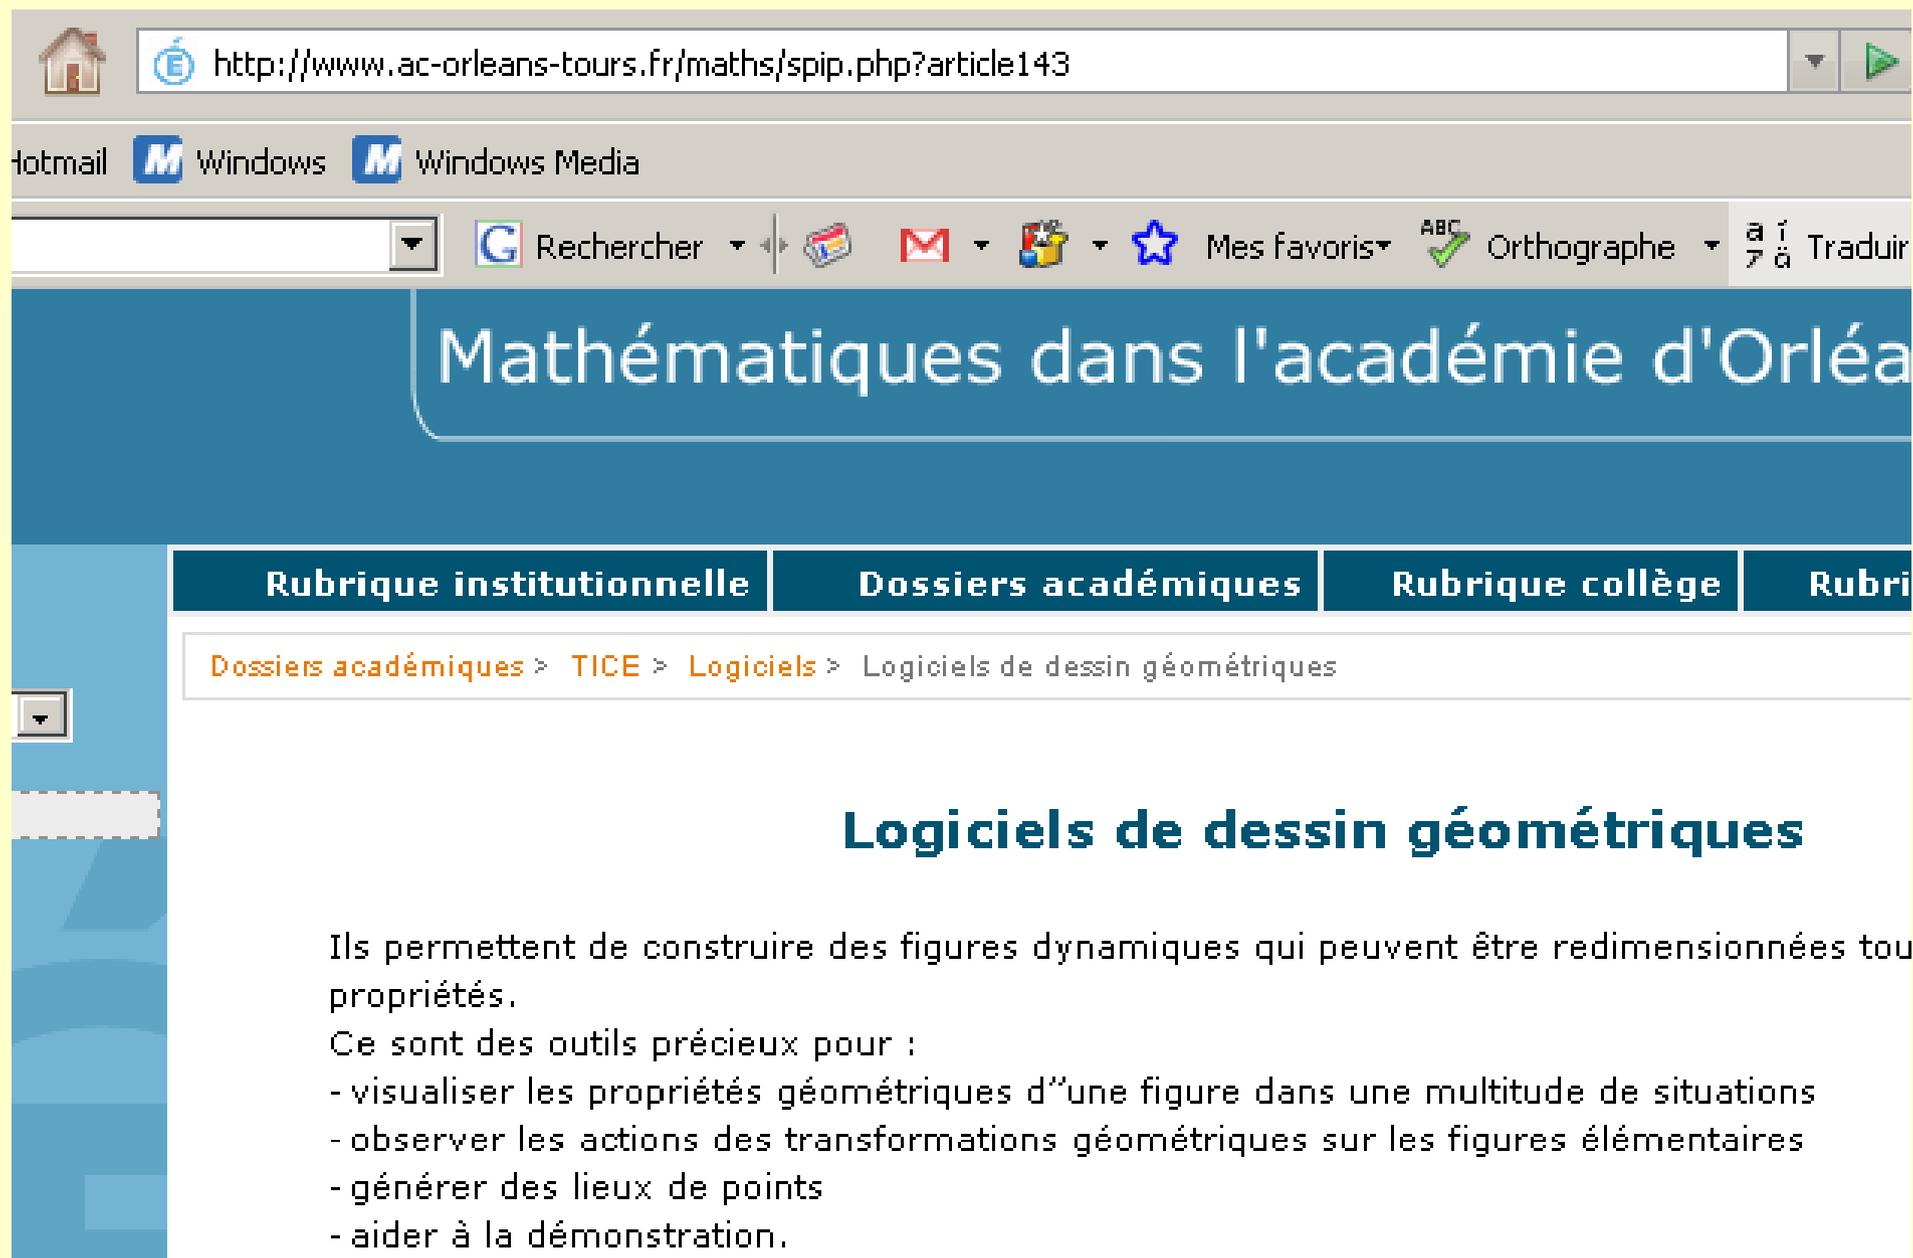 http://www.ac-orleans-tours.fr/maths/spip.php?article143
Hotmail Windows Windows Media
Rechercher Mes favoris ABC Orthographe Traduir
Mathématiques dans l'académie d'Orléa
Rubrique institutionnelle Dossiers académiques Rubrique collège Rubri
Dossiers académiques > TICE > Logiciels > Logiciels de dessin géométriques
Logiciels de dessin géométriques
Ils permettent de construire des figures dynamiques qui peuvent être redimensionnées tou
propriétés.
Ce sont des outils précieux pour :
- visualiser les propriétés géométriques d’’une figure dans une multitude de situations
- observer les actions des transformations géométriques sur les figures élémentaires
- générer des lieux de points
- aider à la démonstration.